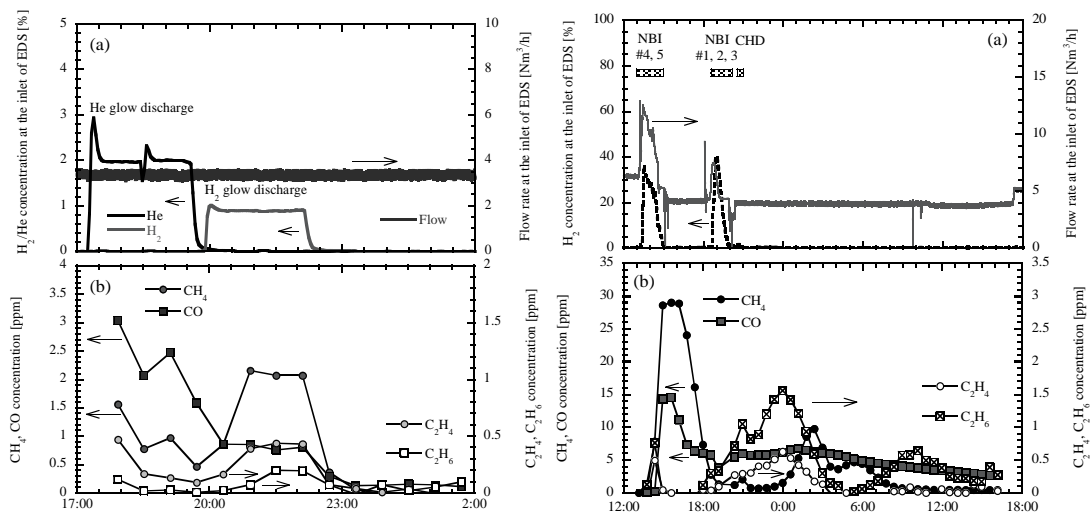 H2/He concentration at the inlet of EDS [%]
5
4
3
2
1
0
(a)
He glow discharge
H2 glow discharge
He
H2
Flow
10
8
6
4
2
0
Flow rate at the inlet of EDS [Nm3/h]
17:00
20:00
23:00
2:00
CH4, CO concentration [ppm]
4
3.5
3
2.5
2
1.5
1
0.5
0
(b)
CH4
CO
C2H4
C2H6
2
1.5
1
0.5
0
C2H4, C2H6 concentration [ppm]
17:00
20:00
23:00
2:00
H2 concentration at the inlet of EDS [%]
100
80
60
40
20
0
NBI
#4, 5
NBI
#1, 2, 3
CHD
(a)
20
15
10
5
0
Flow rate at the inlet of EDS [Nm3/h]
CH4, CO concentration [ppm]
35
30
25
20
15
10
5
0
(b)
CH4
CO
C2H4
C2H6
3.5
3
2.5
2
1.5
1
0.5
0
C2H4, C2H6 concentration [ppm]
12:00
18:00
0:00
6:00
12:00
18:00